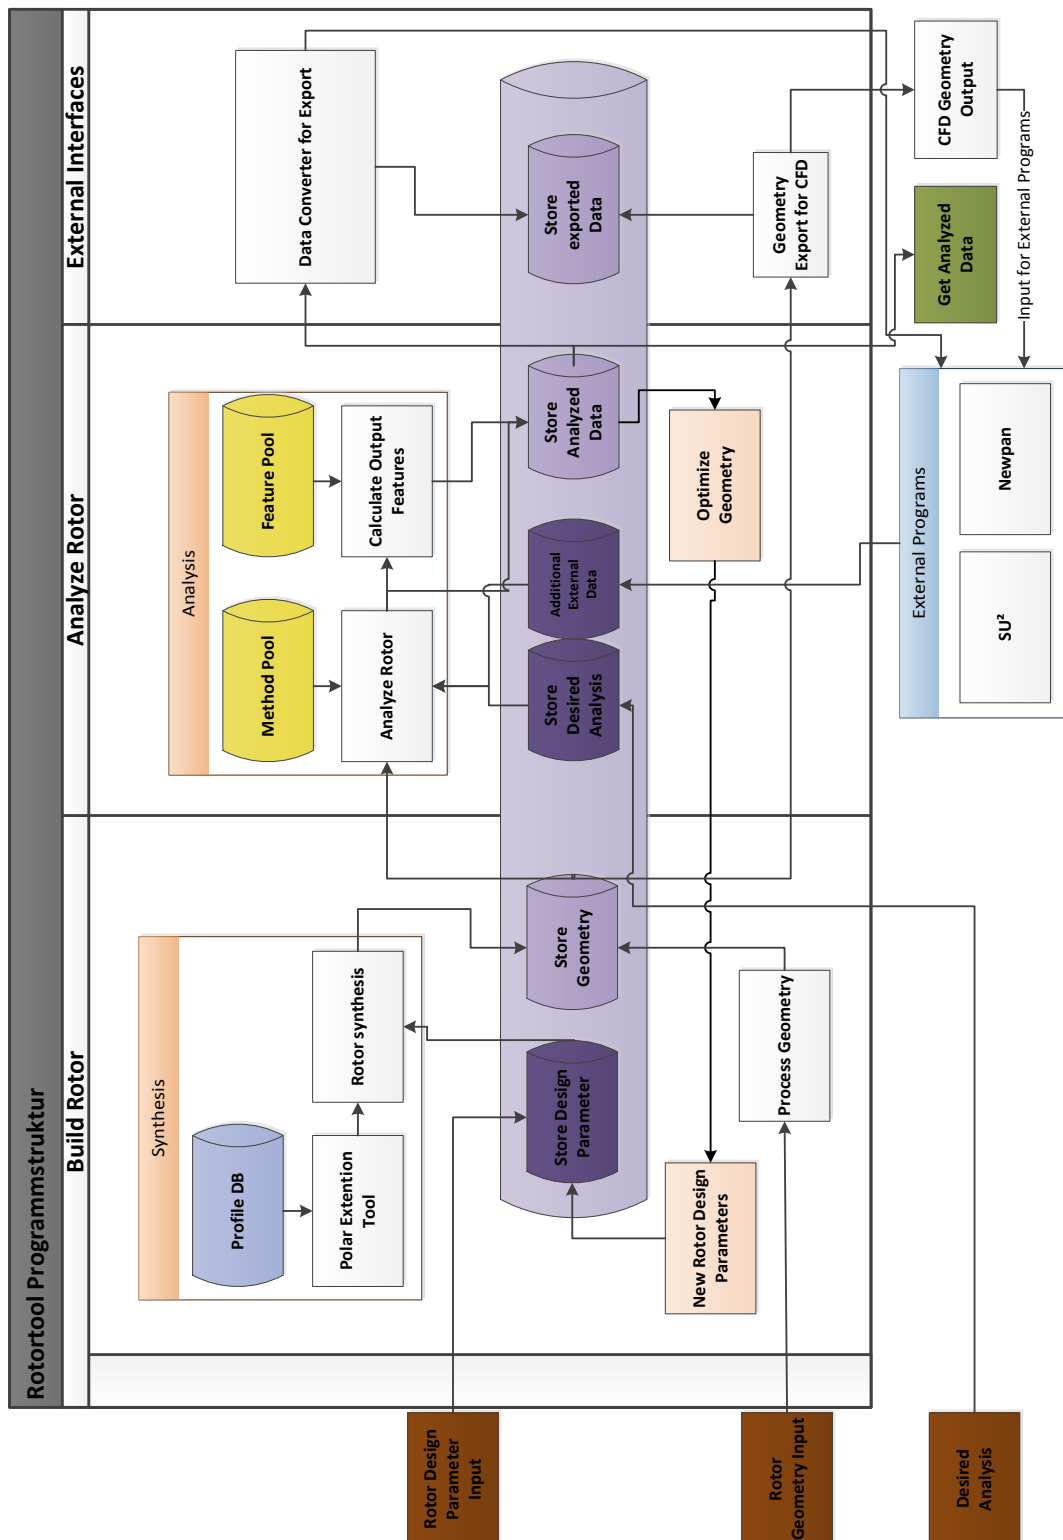 Rotortool Programmstruktur
Build Rotor
Analyze Rotor
External Interfaces
Synthesis
Profile DB
Polar Extention
Tool
Rotor synthesis
Analysis
Method Pool
Feature Pool
Analyze Rotor
Calculate Output
Features
Data Converter for Export
Store Design
Parameter
Store
Geometry
Store
Desired
Analysis
Additional
External
Data
Store
Analyzed
Data
Store
exported
Data
New Rotor Design
Parameters
Process Geometry
Optimize
Geometry
Geometry
Export for CFD
Rotor Design
Parameter
Input
Rotor
Geometry Input
Desired
Analysis
External Programs
SU²
Newpan
Get Analyzed
Data
CFD Geometry
Output
Input for External Programs